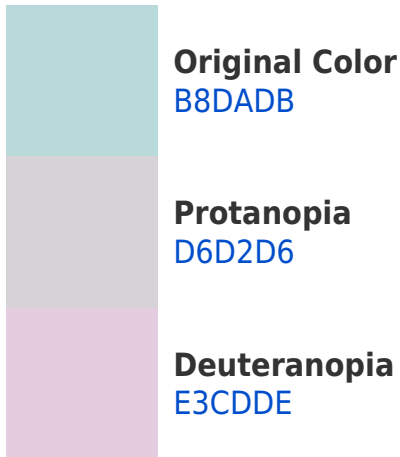 Original Color
B8DADB
Protanopia
D6D2D6
Deuteranopia
E3CDDE